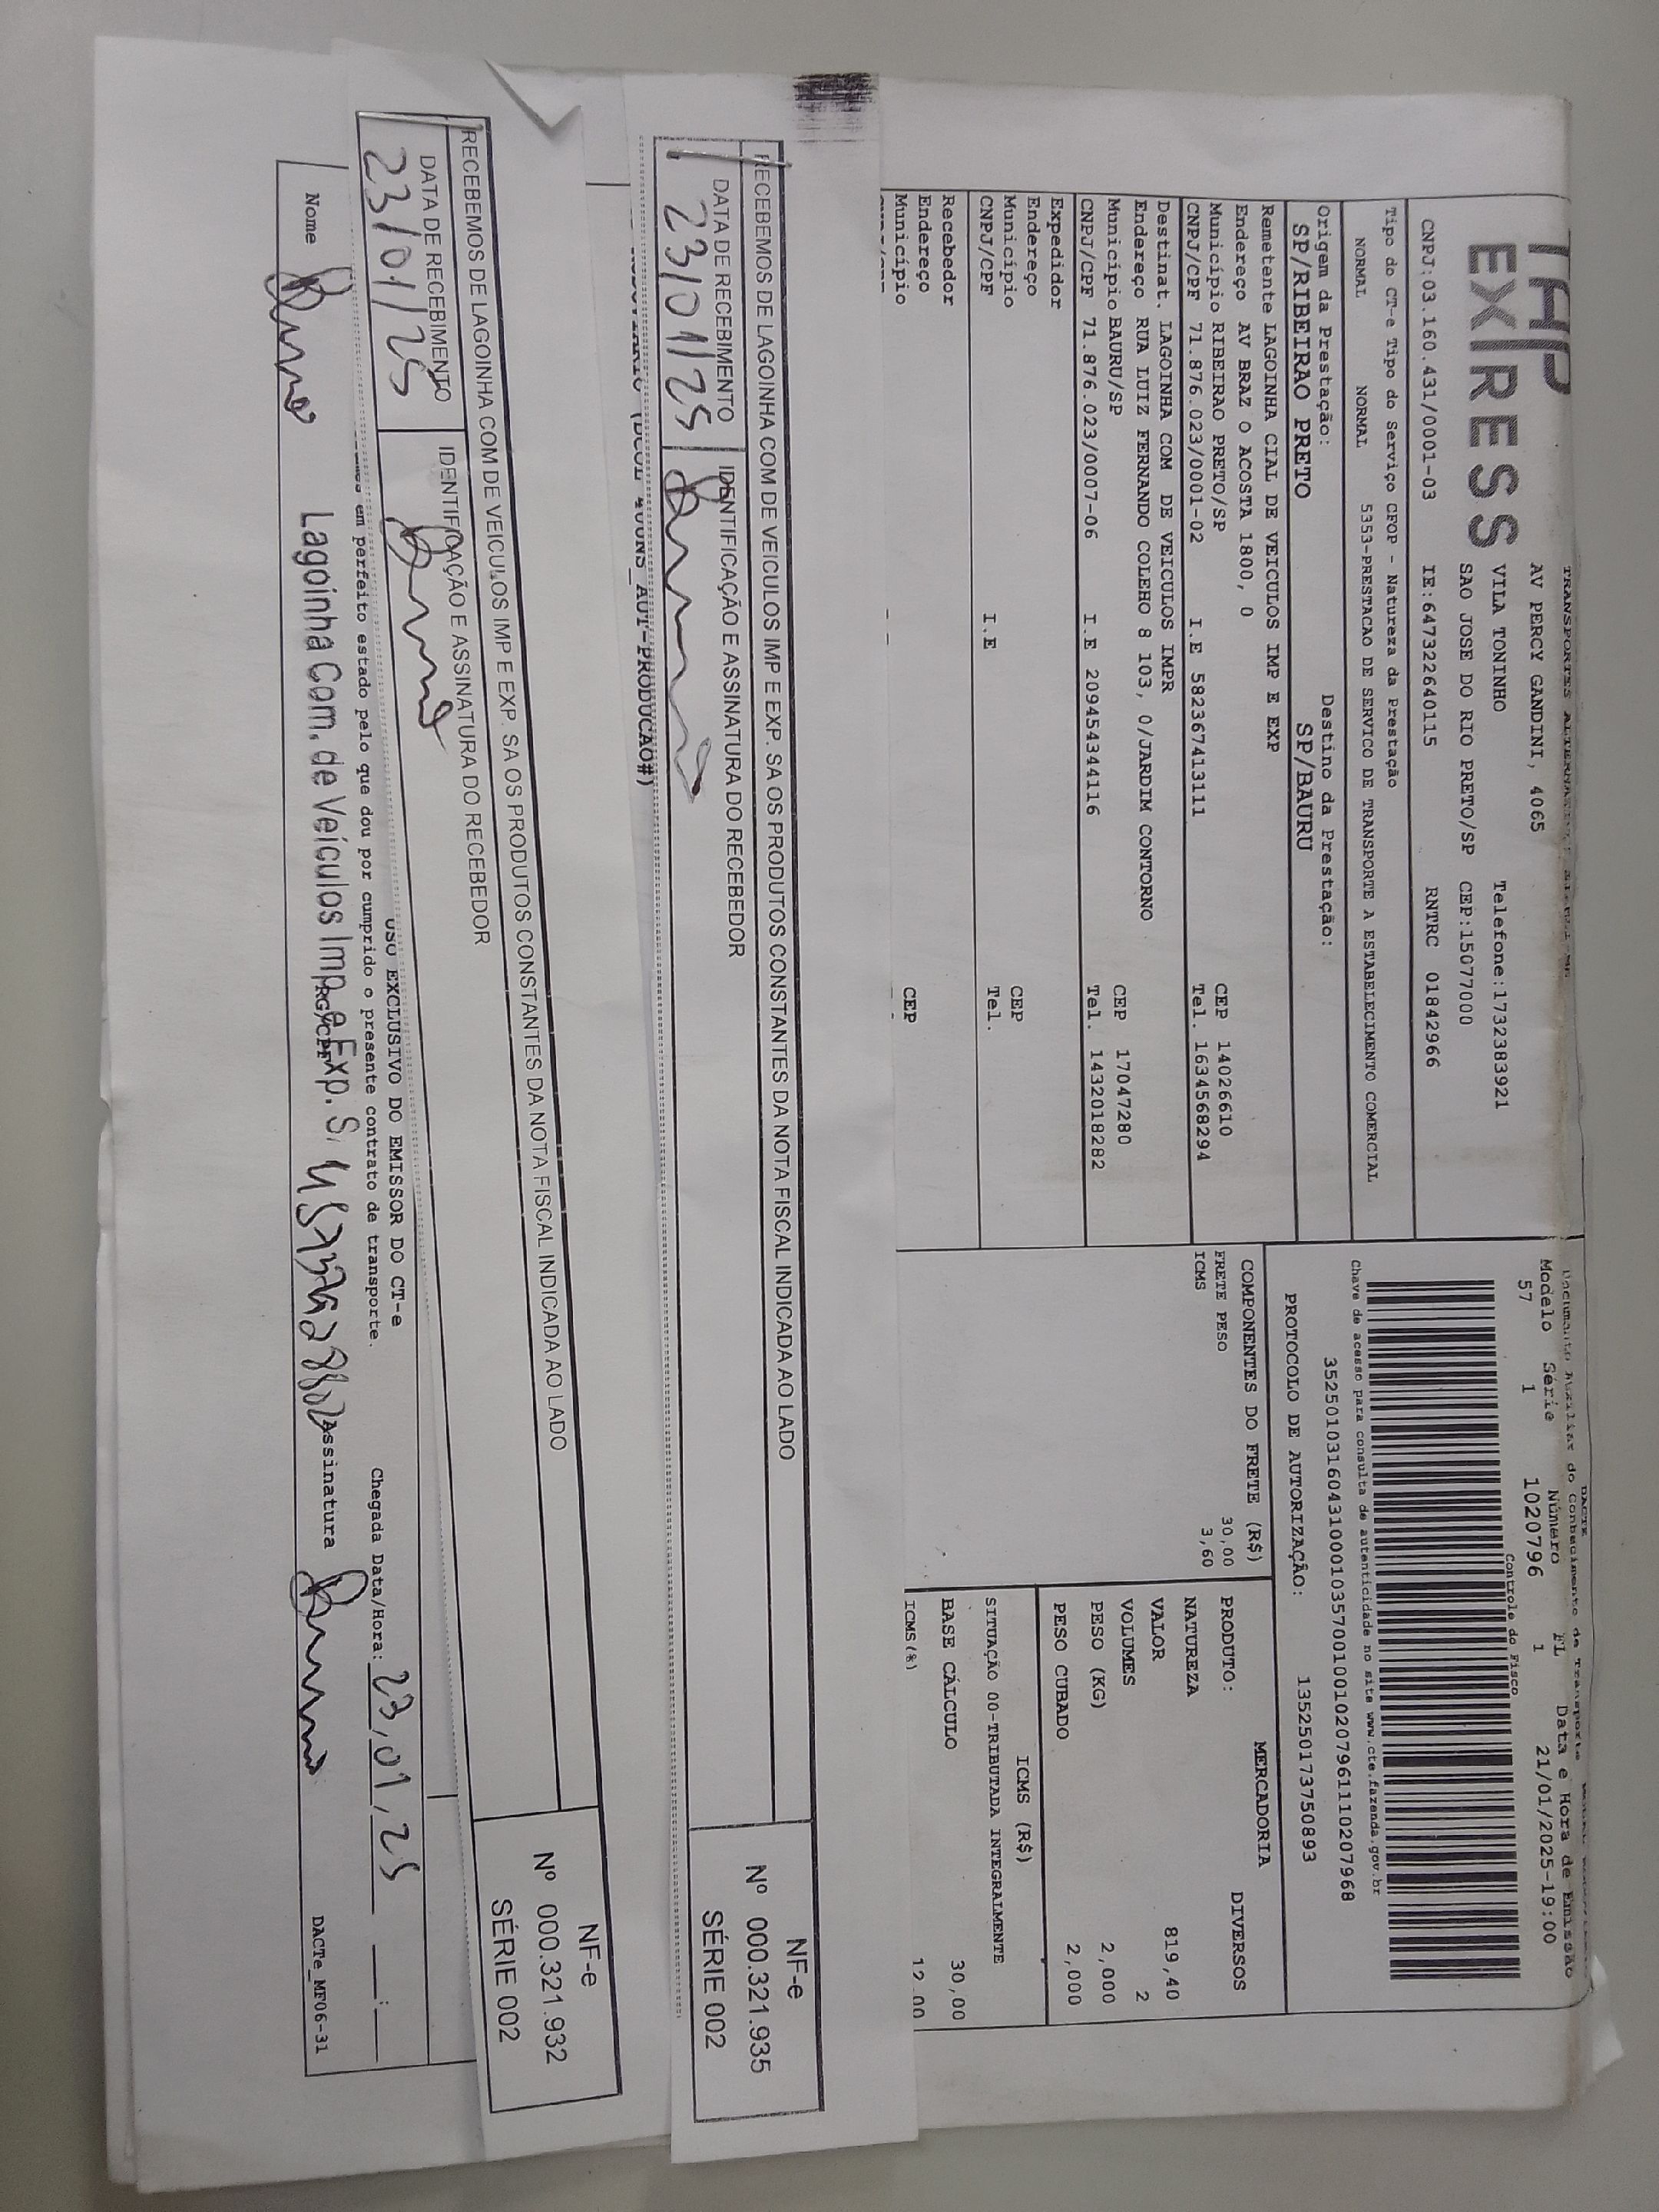 TAP
EXPRESS
AV PERCY GANDINI, 4065
VILA TONINHO Telefone:1732383921
SAO JOSE DO RIO PRETO/SP CEP:15077000
CNPJ:03.160.431/0001-03 IE:647322640115 RNTRC 01842966
Tipo do CT-e Tipo do Serviço CFOP - Natureza da Prestação
NORMAL NORMAL 5353-PRESTACAO DE SERVICO DE TRANSPORTE A ESTABELECIMENTO COMERCIAL
Origem da Prestação: Destino da Prestação:
SP/RIBEIRAO PRETO SP/BAURU
Remetente LAGOINHA CIAL DE VEICULOS IMP E EXP
Endereço AV BRAZ O ACOSTA 1800, 0
Município RIBEIRAO PRETO/SP CEP 14026610
CNPJ/CPF 71.876.023/0001-02 I.E 582367413111 Tel. 1634568294
Destinat. LAGOINHA COM DE VEICULOS IMPR
Endereço RUA LUIZ FERNANDO COLEHO 8 103, 0/JARDIM CONTORNO
Município BAURU/SP CEP 17047280
CNPJ/CPF 71.876.023/0007-06 I.E 209454344116 Tel. 1432018282
Expedidor
Endereço
Município CEP
CNPJ/CPF I.E Tel.
Recebedor
Endereço
Município CEP
DACTE
Documento Auxiliar do Conhecimento de Transporte
Modelo Série Número FL Data e Hora de Emissão
57 1 1020796 1 21/01/2025-19:00
Controle do Fisco
Chave de acesso para consulta de autenticidade no site www.cte.fazenda.gov.br
35250103160431000103570010010207961110207968
PROTOCOLO DE AUTORIZAÇÃO: 135250173750893
COMPONENTES DO FRETE (R$)
FRETE PESO 30,00
ICMS 3,60
MERCADORIA
PRODUTO: DIVERSOS
NATUREZA
VALOR 819,40
VOLUMES 2
PESO (KG) 2,000
PESO CUBADO 2,000
ICMS (R$)
SITUAÇÃO 00-TRIBUTADA INTEGRALMENTE
BASE CÁLCULO 30,00
ICMS (%) 12,00
RECEBEMOS DE LAGOINHA COM DE VEICULOS IMP E EXP. SA OS PRODUTOS CONSTANTES DA NOTA FISCAL INDICADA AO LADO
DATA DE RECEBIMENTO IDENTIFICAÇÃO E ASSINATURA DO RECEBEDOR
23/01/25
NF-e
Nº 000.321.935
SÉRIE 002
AUT-PRODUCAO#)
RECEBEMOS DE LAGOINHA COM DE VEICULOS IMP E EXP. SA OS PRODUTOS CONSTANTES DA NOTA FISCAL INDICADA AO LADO
DATA DE RECEBIMENTO IDENTIFICAÇÃO E ASSINATURA DO RECEBEDOR
23/01/25
NF-e
Nº 000.321.932
SÉRIE 002
USO EXCLUSIVO DO EMISSOR DO CT-e
em perfeito estado pelo que dou por cumprido o presente contrato de transporte.
Chegada Data/Hora: 23,01,25 __:__
Nome Lagoinha Com. de Veículos Imp. e Exp. S, RG/CPF Assinatura
DACTe_MF06-31